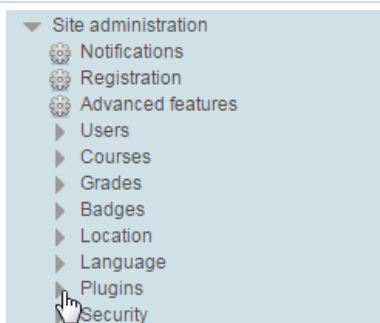 Site administration
Notifications
Registration
Advanced features
Users
Courses
Grades
Badges
Location
Language
Plugins
Security